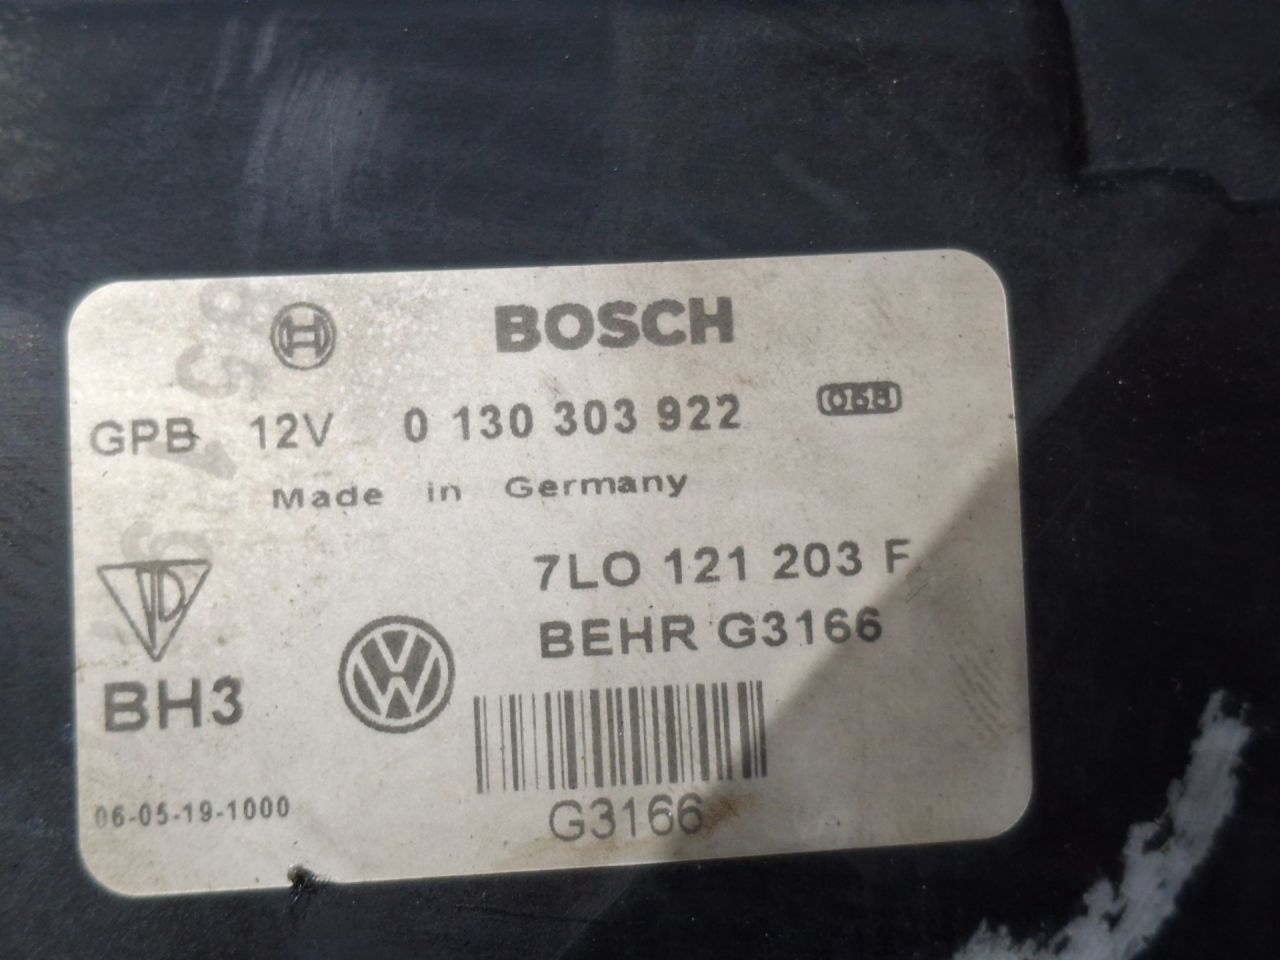 BOSCH
GPB 12V 0 130 303 922
Made in Germany
7LO 121 203 F
BEHR G3166
BH3
06-05-19-1000
G3166